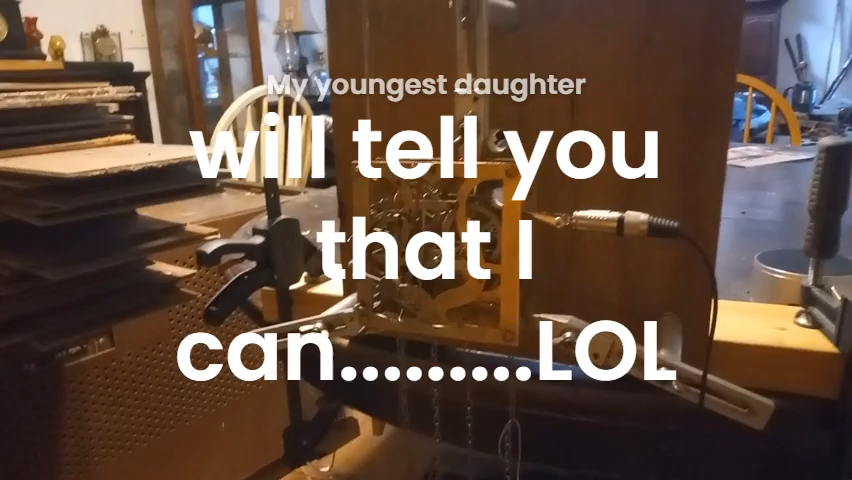 My youngest daughter
will tell you
that I
can.........LOL